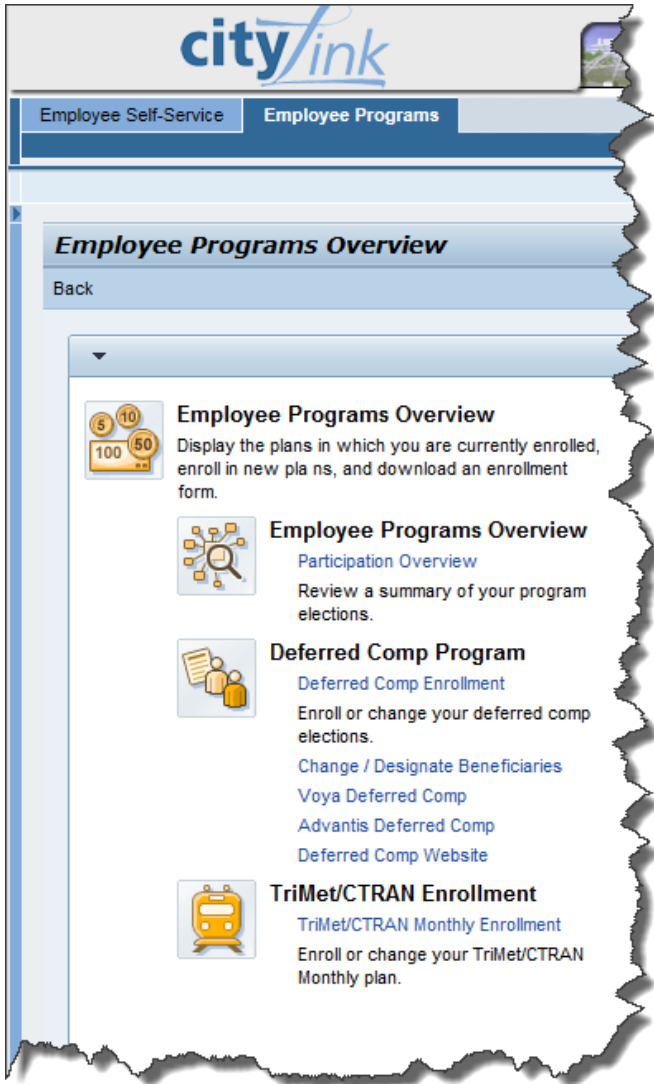 citylink
Employee Self-Service Employee Programs
Employee Programs Overview
Back
5 10
100 50
Employee Programs Overview
Display the plans in which you are currently enrolled,
enroll in new pla ns, and download an enrollment
form.
Employee Programs Overview
Participation Overview
Review a summary of your program
elections.
Deferred Comp Program
Deferred Comp Enrollment
Enroll or change your deferred comp
elections.
Change / Designate Beneficiaries
Voya Deferred Comp
Advantis Deferred Comp
Deferred Comp Website
TriMet/CTRAN Enrollment
TriMet/CTRAN Monthly Enrollment
Enroll or change your TriMet/CTRAN
Monthly plan.